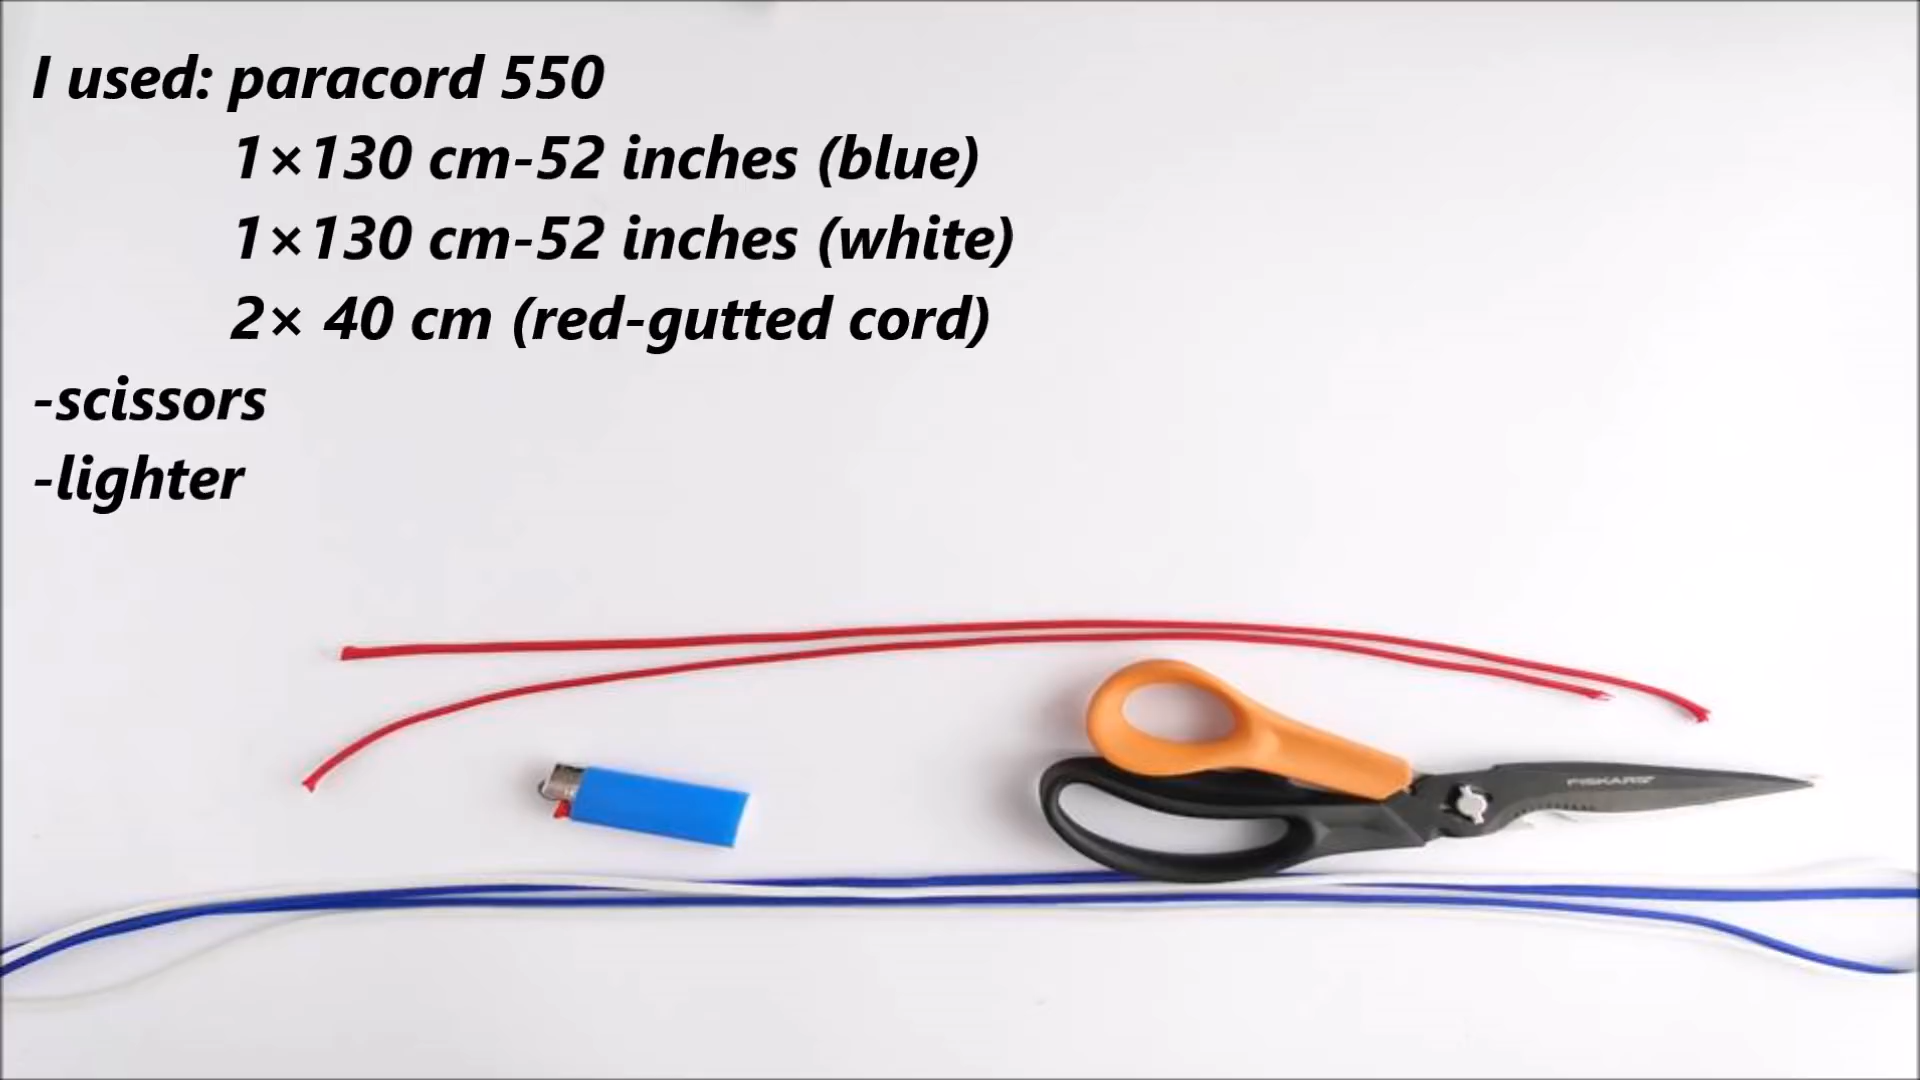 I used: paracord 550
1×130 cm-52 inches (blue)
1×130 cm-52 inches (white)
2× 40 cm (red-gutted cord)
-scissors
-lighter
FISKARS